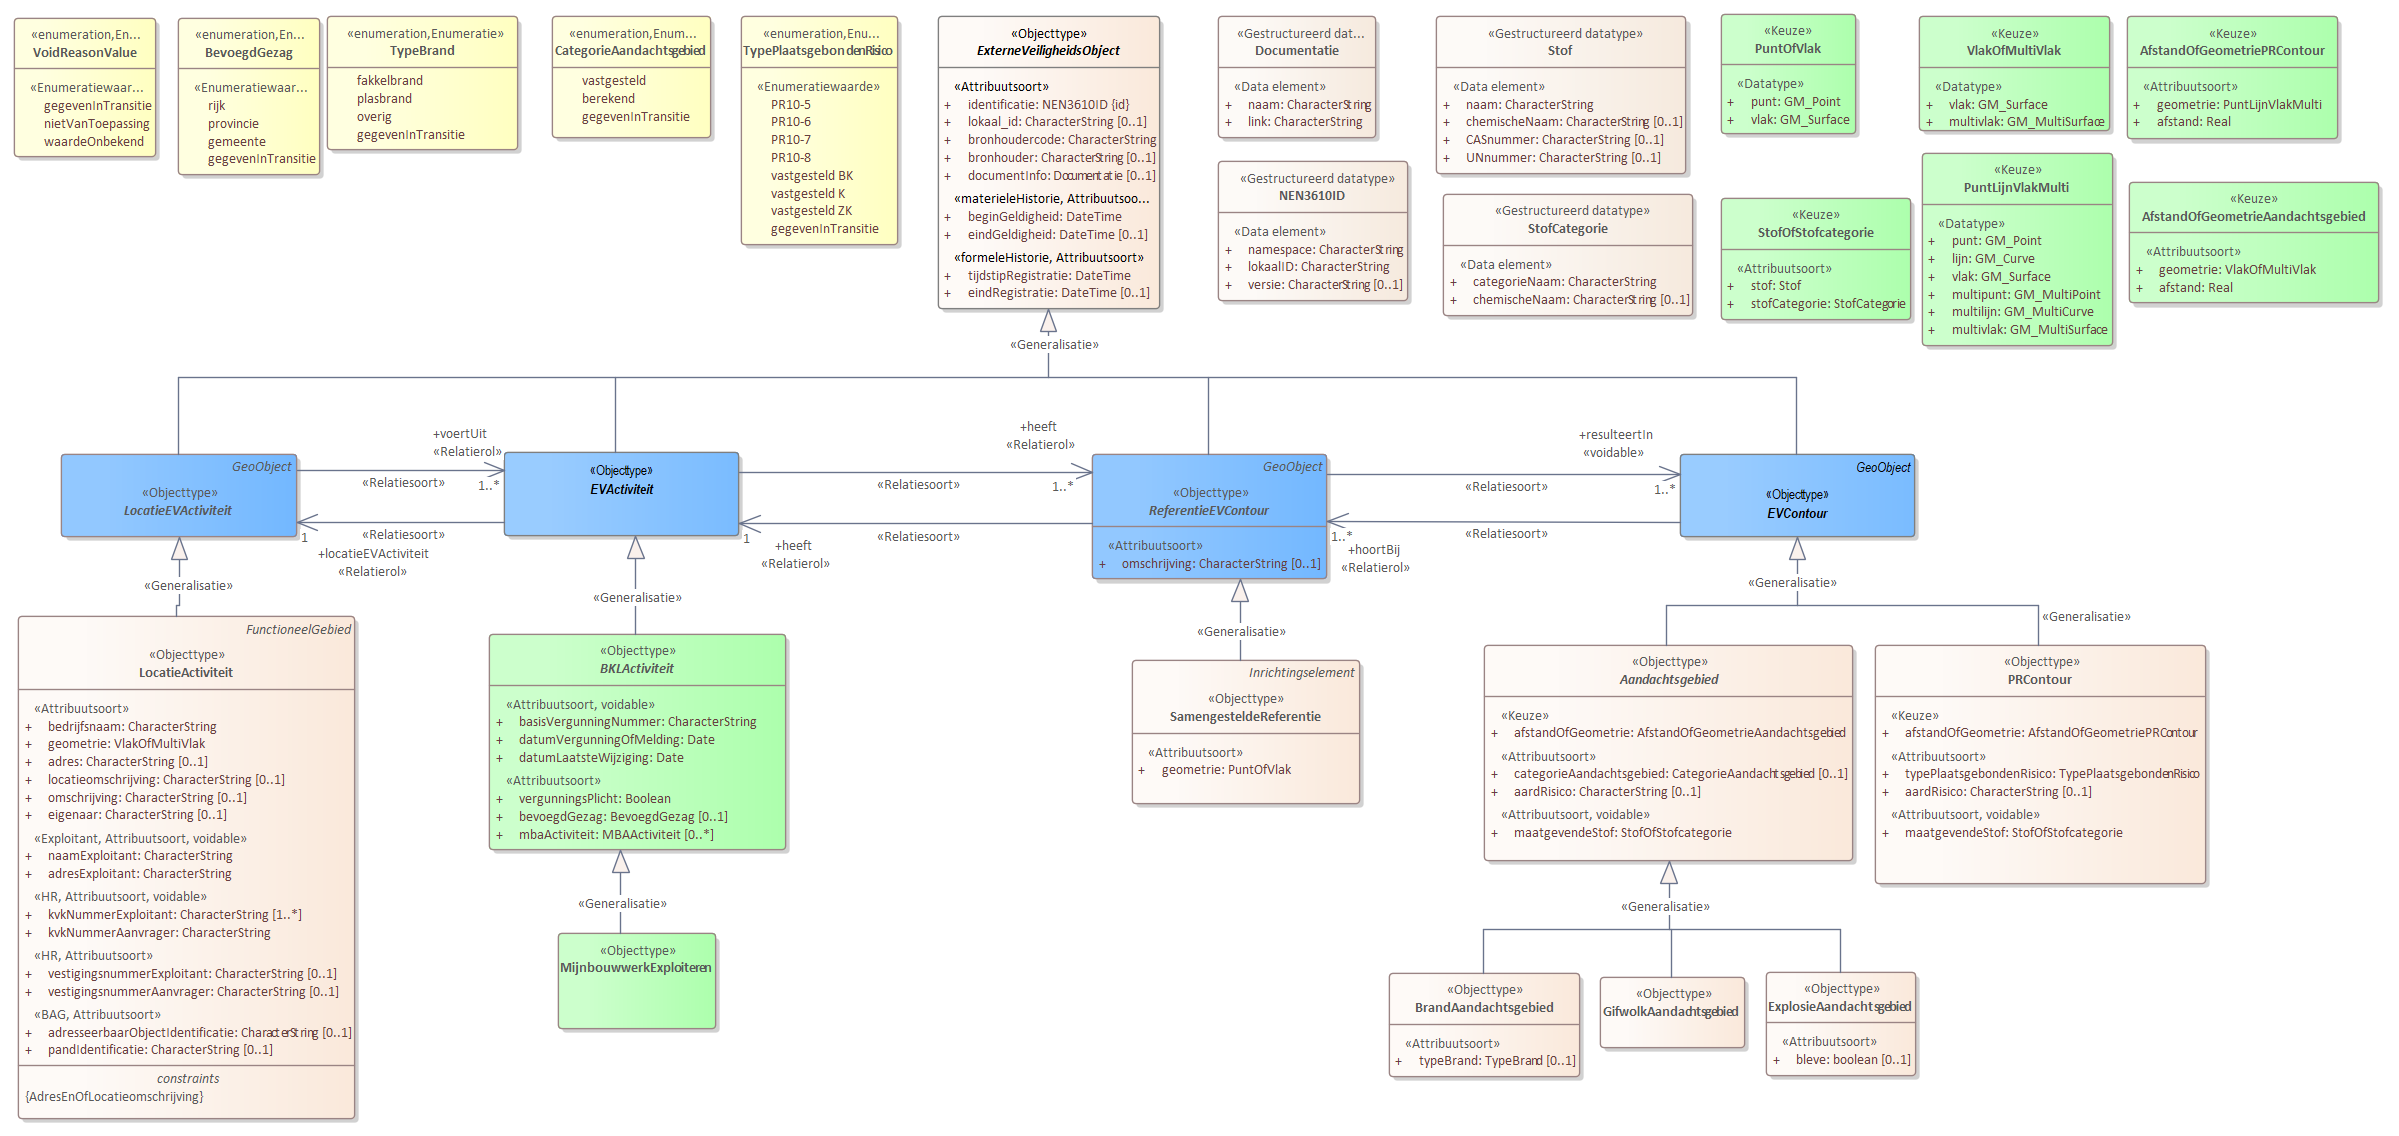 «enumeration,En...
VoidReasonValue
«Enumeratiewaar...
gegevenInTransitie
nietVanToepassing
waardeOnbekend
«enumeration,En...
BevoegdGezag
«Enumeratiewaar...
rijk
provincie
gemeente
gegevenInTransitie
«enumeration,Enumeratie»
TypeBrand
fakkelbrand
plasbrand
overig
gegevenInTransitie
«enumeration,Enum...
CategorieAandachtsgebied
vastgesteld
berekend
gegevenInTransitie
«enumeration,Enu...
TypePlaatsgebondenRisico
«Enumeratiewaarde»
PR10-5
PR10-6
PR10-7
PR10-8
vastgesteld BK
vastgesteld K
vastgesteld ZK
gegevenInTransitie
«Objecttype»
ExterneVeiligheidsObject
«Attribuutsoort»
+ identificatie: NEN3610ID {id}
+ lokaal_id: CharacterString [0..1]
+ bronhoudercode: CharacterString
+ bronhouder: CharacterString [0..1]
+ documentInfo: Documentatie [0..1]
«materieleHistorie, Attribuutsoo...
+ beginGeldigheid: DateTime
+ eindGeldigheid: DateTime [0..1]
«formeleHistorie, Attribuutsoort»
+ tijdstipRegistratie: DateTime
+ eindRegistratie: DateTime [0..1]
«Gestructureerd dat...
Documentatie
«Data element»
+ naam: CharacterString
+ link: CharacterString
«Gestructureerd datatype»
NEN3610ID
«Data element»
+ namespace: CharacterString
+ lokaalID: CharacterString
+ versie: CharacterString [0..1]
«Gestructureerd datatype»
Stof
«Data element»
+ naam: CharacterString
+ chemischeNaam: CharacterString [0..1]
+ CASnummer: CharacterString [0..1]
+ UNnummer: CharacterString [0..1]
«Gestructureerd datatype»
StofCategorie
«Data element»
+ categorieNaam: CharacterString
+ chemischeNaam: CharacterString [0..1]
«Keuze»
PuntOfVlak
«Datatype»
+ punt: GM_Point
+ vlak: GM_Surface
«Keuze»
StofOfStofcategorie
«Attribuutsoort»
+ stof: Stof
+ stofCategorie: StofCategorie
«Keuze»
VlakOfMultiVlak
«Datatype»
+ vlak: GM_Surface
+ multivlak: GM_MultiSurface
«Keuze»
PuntLijnVlakMulti
«Datatype»
+ punt: GM_Point
+ lijn: GM_Curve
+ vlak: GM_Surface
+ multipunt: GM_MultiPoint
+ multilijn: GM_MultiCurve
+ multivlak: GM_MultiSurface
«Keuze»
AfstandOfGeometriePRContour
«Attribuutsoort»
+ geometrie: PuntLijnVlakMulti
+ afstand: Real
«Keuze»
AfstandOfGeometrieAandachtsgebied
«Attribuutsoort»
+ geometrie: VlakOfMultiVlak
+ afstand: Real
«Generalisatie»
GeoObject
«Objecttype»
LocatieEVActiviteit
+voertUit
«Relatierol»
«Relatiesoort»
1..*
«Relatiesoort»
1
+locatieEVActiviteit
«Relatierol»
«Objecttype»
EVActiviteit
+heeft
«Relatierol»
«Relatiesoort»
1..*
«Relatiesoort»
1
+heeft
«Relatierol»
GeoObject
«Objecttype»
ReferentieEVContour
«Attribuutsoort»
+ omschrijving: CharacterString [0..1]
+resulteertIn
«voidable»
«Relatiesoort»
1..*
«Relatiesoort»
1..*
+hoortBij
«Relatierol»
GeoObject
«Objecttype»
EVContour
«Generalisatie»
«Generalisatie»
«Generalisatie»
«Generalisatie»
«Generalisatie»
FunctioneelGebied
«Objecttype»
LocatieActiviteit
«Attribuutsoort»
+ bedrijfsnaam: CharacterString
+ geometrie: VlakOfMultiVlak
+ adres: CharacterString [0..1]
+ locatieomschrijving: CharacterString [0..1]
+ omschrijving: CharacterString [0..1]
+ eigenaar: CharacterString [0..1]
«Exploitant, Attribuutsoort, voidable»
+ naamExploitant: CharacterString
+ adresExploitant: CharacterString
«HR, Attribuutsoort, voidable»
+ kvkNummerExploitant: CharacterString [1..*]
+ kvkNummerAanvrager: CharacterString
«HR, Attribuutsoort»
+ vestigingsnummerExploitant: CharacterString [0..1]
+ vestigingsnummerAanvrager: CharacterString [0..1]
«BAG, Attribuutsoort»
+ adresseerbaarObjectIdentificatie: CharacterString [0..1]
+ pandIdentificatie: CharacterString [0..1]
constraints
{AdresEnOfLocatieomschrijving}
«Objecttype»
BKLActiviteit
«Attribuutsoort, voidable»
+ basisVergunningNummer: CharacterString
+ datumVergunningOfMelding: Date
+ datumLaatsteWijziging: Date
«Attribuutsoort»
+ vergunningsPlicht: Boolean
+ bevoegdGezag: BevoegdGezag [0..1]
+ mbaActiviteit: MBAActiviteit [0..*]
«Generalisatie»
«Objecttype»
MijnbouwwerkExploiteren
Inrichtingselement
«Objecttype»
SamengesteldeReferentie
«Attribuutsoort»
+ geometrie: PuntOfVlak
«Objecttype»
Aandachtsgebied
«Keuze»
+ afstandOfGeometrie: AfstandOfGeometrieAandachtsgebied
«Attribuutsoort»
+ categorieAandachtsgebied: CategorieAandachtsgebied [0..1]
+ aardRisico: CharacterString [0..1]
«Attribuutsoort, voidable»
+ maatgevendeStof: StofOfStofcategorie
«Objecttype»
PRContour
«Keuze»
+ afstandOfGeometrie: AfstandOfGeometriePRContour
«Attribuutsoort»
+ typePlaatsgebondenRisico: TypePlaatsgebondenRisico
+ aardRisico: CharacterString [0..1]
«Attribuutsoort, voidable»
+ maatgevendeStof: StofOfStofcategorie
«Generalisatie»
«Objecttype»
BrandAandachtsgebied
«Attribuutsoort»
+ typeBrand: TypeBrand [0..1]
«Objecttype»
GifwolkAandachtsgebied
«Objecttype»
ExplosieAandachtsgebied
«Attribuutsoort»
+ bleve: boolean [0..1]